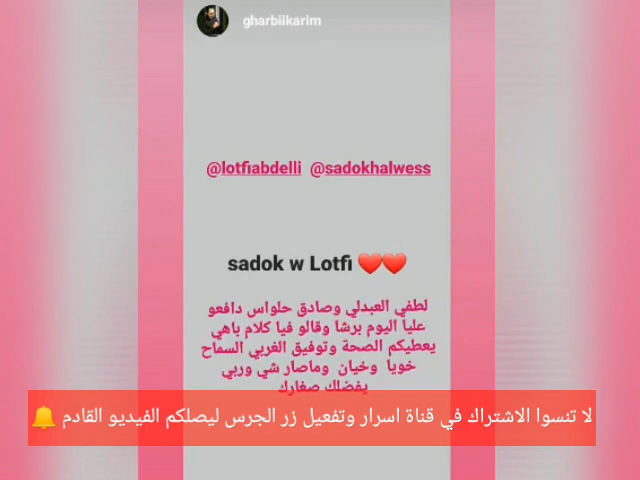 gharbiikarim
@lotfiabdelli @sadokhalwess
sadok w Lotfi ❤️❤️
لطفي العبدلي وصادق حلواس دافعو
عليا اليوم برشا وقالو فيا كلام باهي
يعطيكم الصحة وتوفيق الغربي السماح
خويا وخيان وماصار شي وربي
يفضلك صغارك
لا تنسوا الاشتراك في قناة اسرار وتفعيل زر الجرس ليصلكم الفيديو القادم 🔔